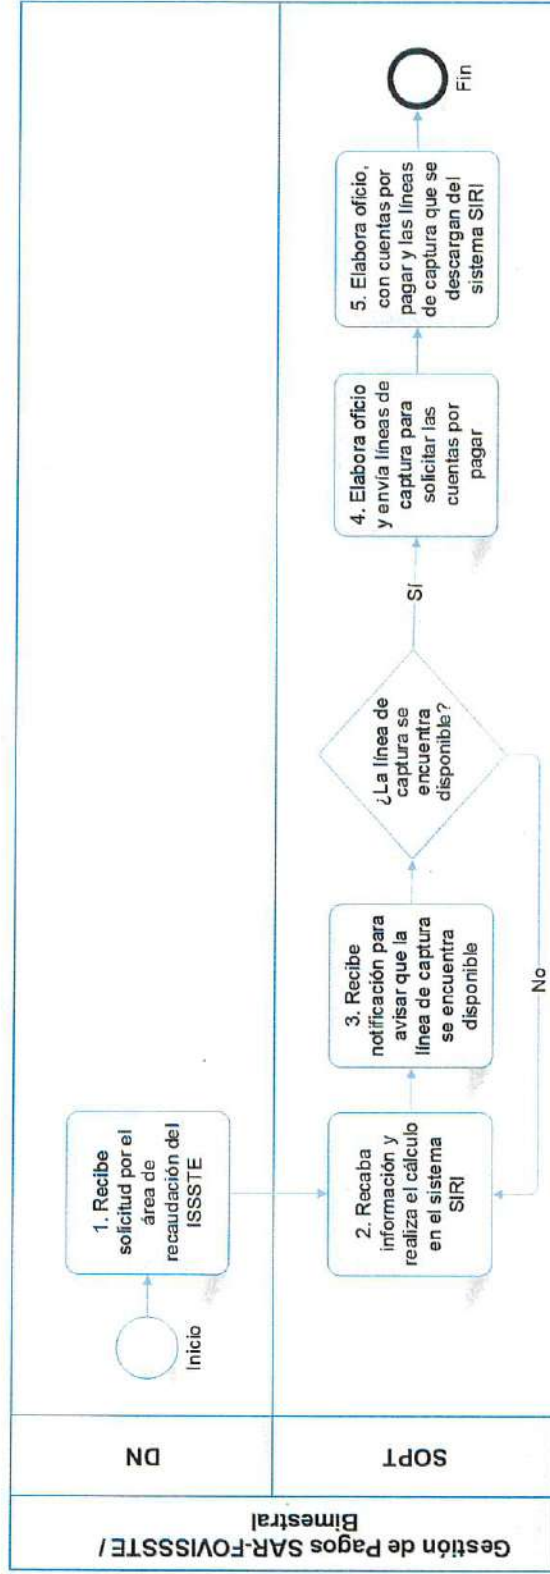 Gestión de Pagos SAR-FOVISSSTE /
Bimestral
DN
SOPT
Inicio
1. Recibe
solicitud por el
área de
recaudación del
ISSSTE
2. Recaba
información y
realiza el cálculo
en el sistema
SIRI
3. Recibe
notificación para
avisar que la
línea de captura
se encuentra
disponible
¿La línea de
captura se
encuentra
disponible?
Sí
No
4. Elabora oficio
y envía líneas de
captura para
solicitar las
cuentas por
pagar
5. Elabora oficio,
con cuentas por
pagar y las líneas
de captura que se
descargan del
sistema SIRI
Fin